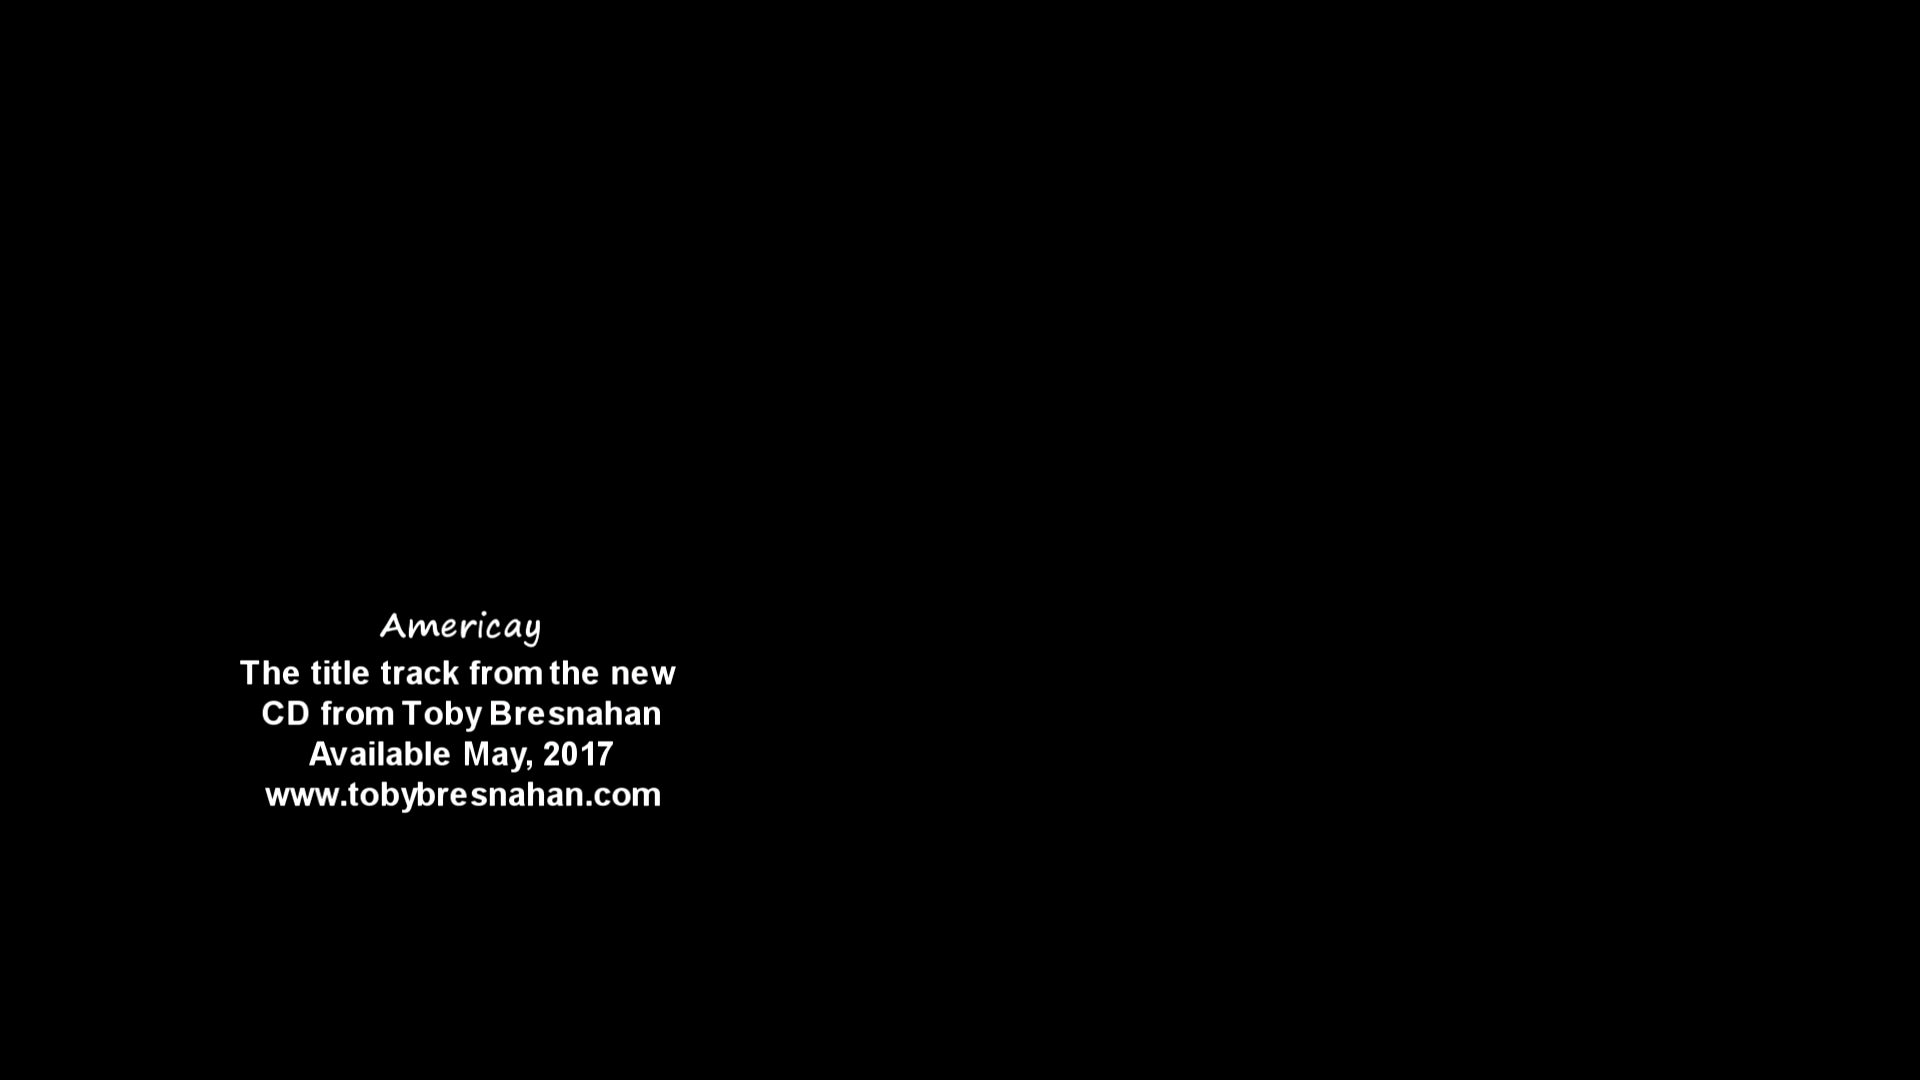 Americay
The title track from the new
CD from Toby Bresnahan
Available May, 2017
www.tobybresnahan.com